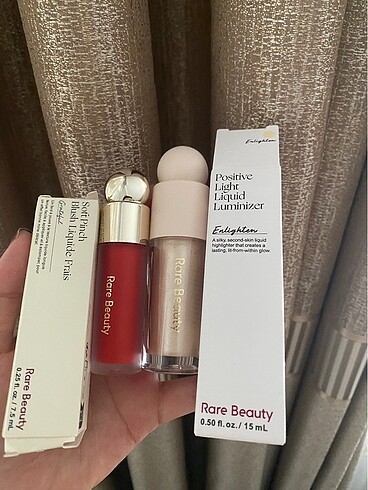 Soft Pinch
Blush Liquide Frais
Grateful
Rare Beauty
0.25 fl. oz. / 7.5 mL
Rare Beauty
Rare Beauty
Enlighten
Positive
Light
Liquid
Luminizer
Enlighten
A silky, second-skin liquid
highlighter that creates a
lasting, lit-from-within glow.
Rare Beauty
0.50 fl. oz. / 15 mL